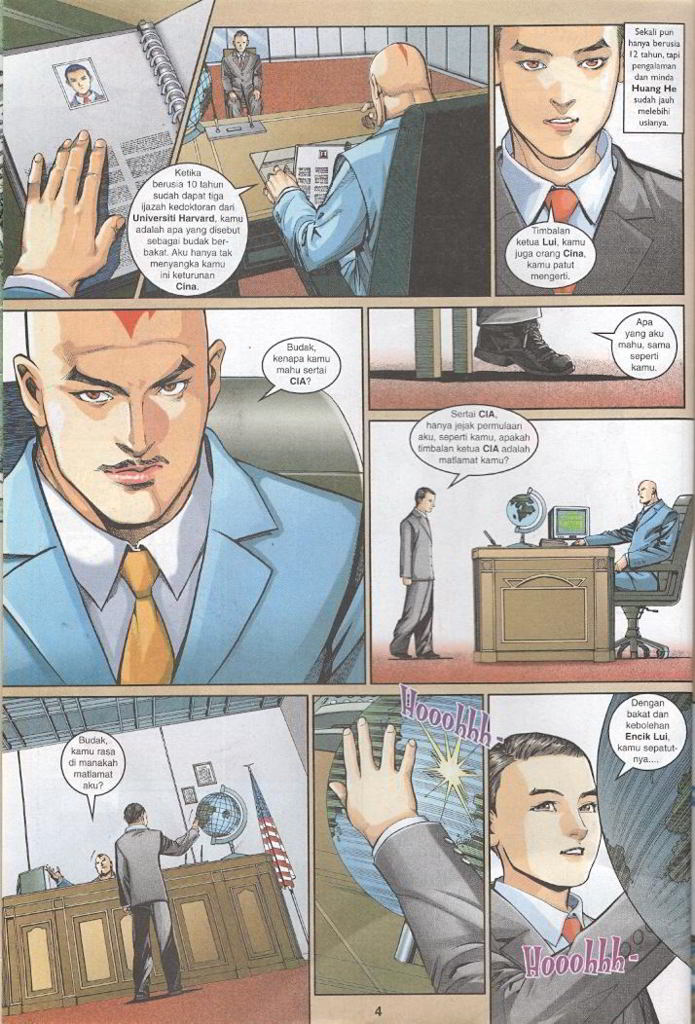 Ketika
berusia 10 tahun
sudah dapat tiga
ijazah kedoktoran dari
Universiti Harvard, kamu
adalah apa yang disebut
sebagai budak ber-
bakat. Aku hanya tak
menyangka kamu
ini keturunan
Cina.
Sekali pun
hanya berusia
12 tahun, tapi
pengalaman
dan minda
Huang He
sudah jauh
melebihi
usianya.
Timbalan
ketua Lui, kamu
juga orang Cina,
kamu patut
mengerti.
Budak,
kenapa kamu
mahu sertai
CIA?
Apa
yang aku
mahu, sama
seperti
kamu.
Sertai CIA,
hanya jejak permulaan
aku, seperti kamu, apakah
timbalan ketua CIA adalah
matlamat kamu?
Budak,
kamu rasa
di manakah
matlamat
aku?
Hooohhh-
Dengan
bakat dan
kebolehan
Encik Lui,
kamu sepatut-
nya....
Hooohhh-
4